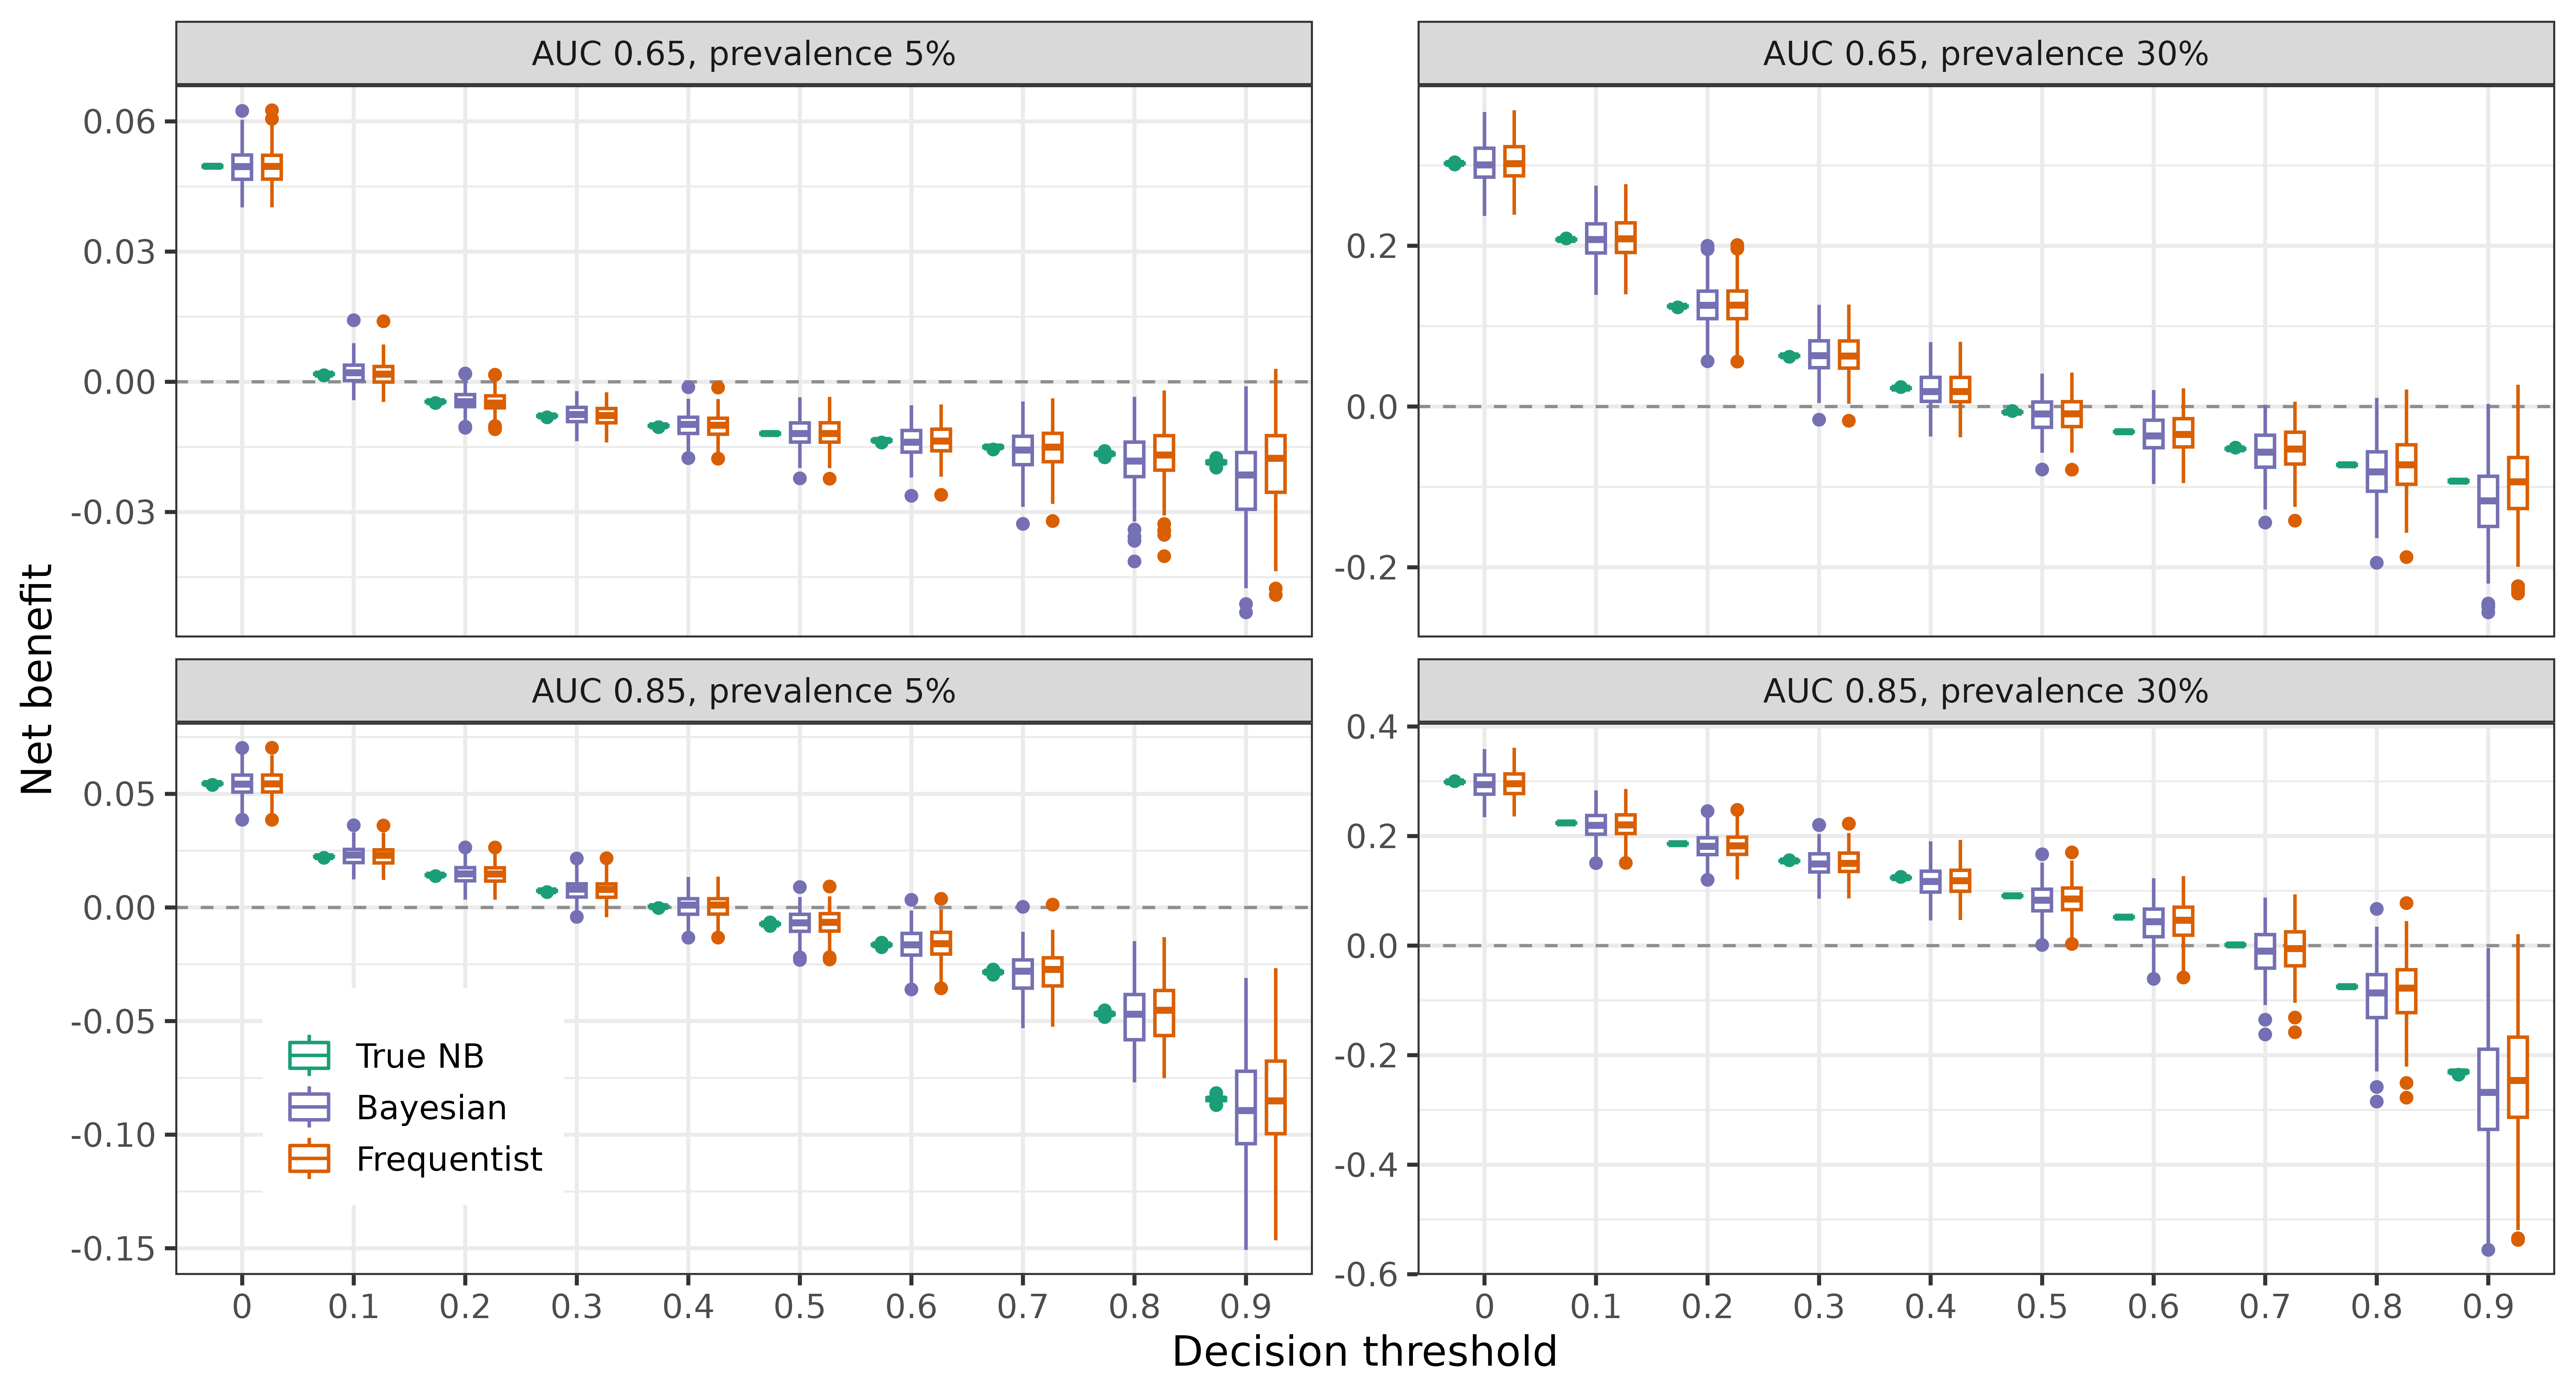 AUC 0.65, prevalence 5%
AUC 0.65, prevalence 30%
0.06
0.03
0.00
-0.03
0.2
0.0
-0.2
Net benefit
AUC 0.85, prevalence 5%
AUC 0.85, prevalence 30%
0.05
0.00
-0.05
-0.10
-0.15
True NB
Bayesian
Frequentist
0.4
0.2
0.0
-0.2
-0.4
-0.6
0 0.1 0.2 0.3 0.4 0.5 0.6 0.7 0.8 0.9
0 0.1 0.2 0.3 0.4 0.5 0.6 0.7 0.8 0.9
Decision threshold